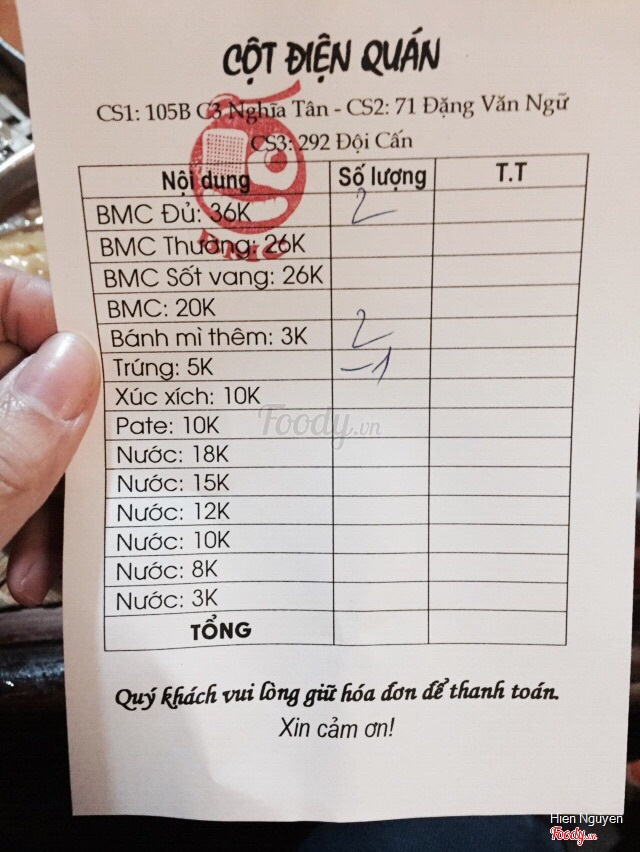 CỘT ĐIỆN QUÁN
CS1: 105B C3 Nghĩa Tân - CS2: 71 Đặng Văn Ngữ
CS3: 292 Đội Cấn
Nội dung Số lượng T.T
BMC Đủ: 36K 2
BMC Thường: 26K
BMC Sốt vang: 26K
BMC: 20K
Bánh mì thêm: 3K 2
Trứng: 5K -1
Xúc xích: 10K
Pate: 10K
Foody.vn
Nước: 18K
Nước: 15K
Nước: 12K
Nước: 10K
Nước: 8K
Nước: 3K
TỔNG
Quý khách vui lòng giữ hóa đơn để thanh toán.
Xin cảm ơn!
Hien Nguyen
Foody.vn